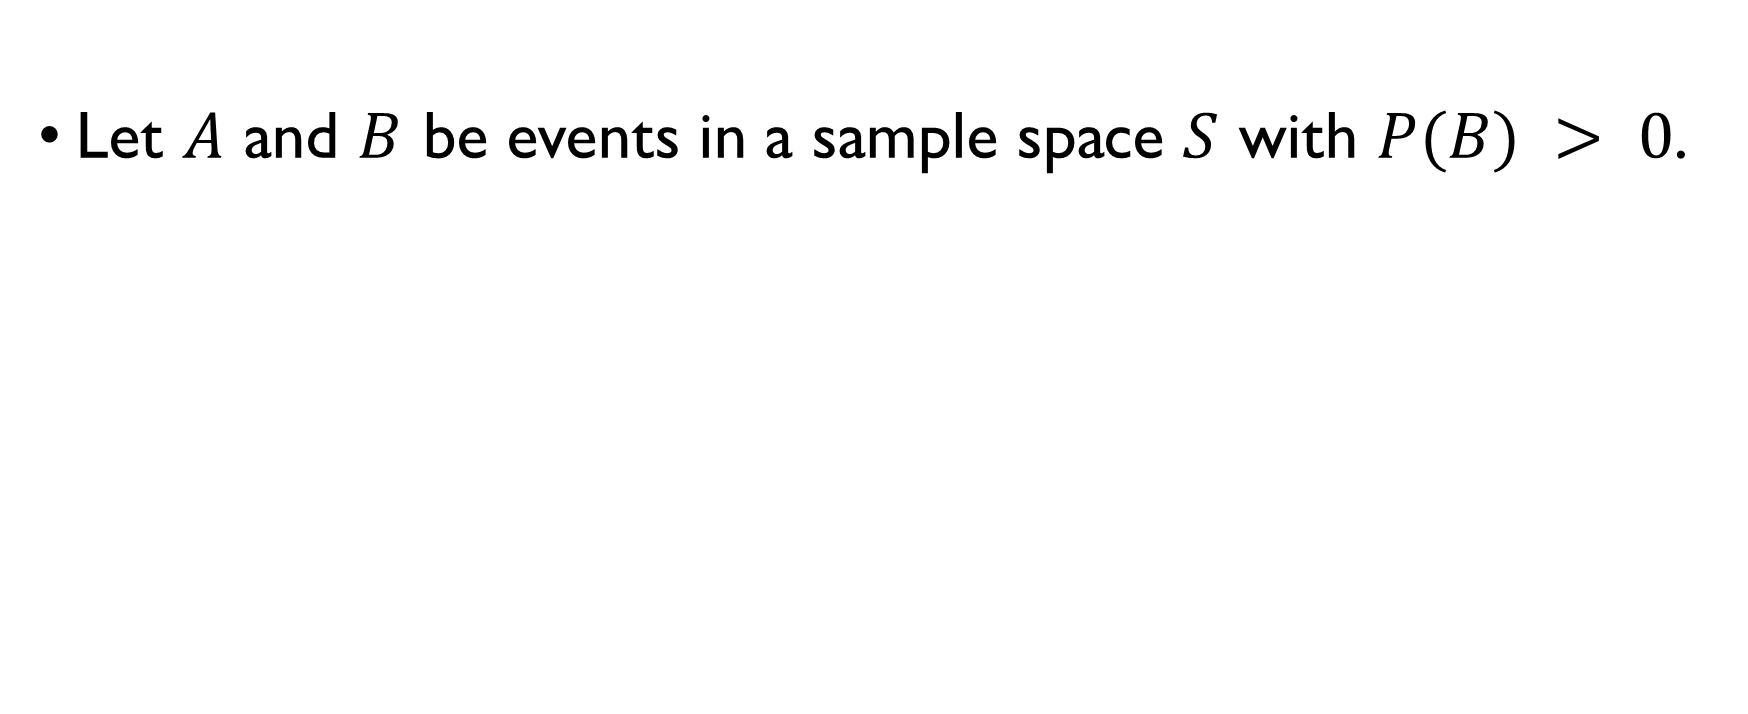 • Let A and B be events in a sample space S with P(B) > 0.